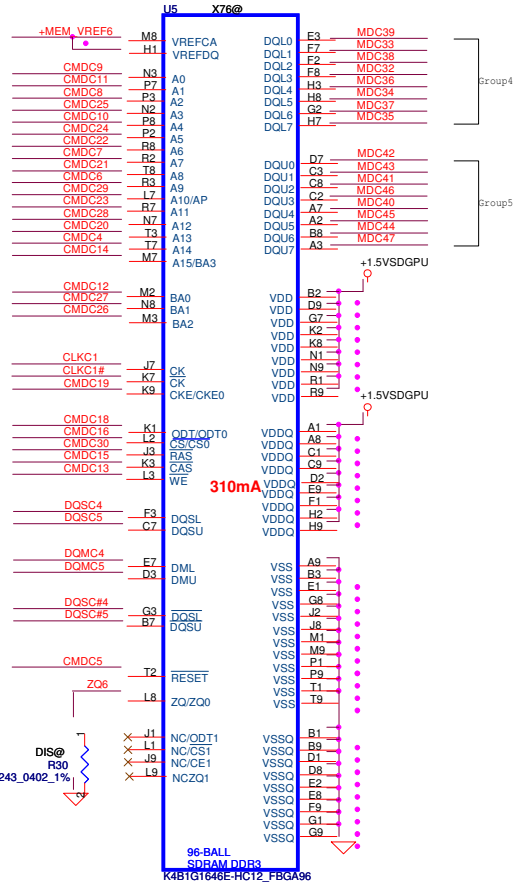 U5 X76@
+MEM_VREF6 M8 VREFCA
H1 VREFDQ
CMDC9 N3 A0
CMDC11 P7 A1
CMDC8 P3 A2
CMDC25 N2 A3
CMDC10 P8 A4
CMDC24 P2 A5
CMDC22 R8 A6
CMDC7 R2 A7
CMDC21 T8 A8
CMDC6 R3 A9
CMDC29 L7 A10/AP
CMDC23 R7 A11
CMDC28 N7 A12
CMDC20 T3 A13
CMDC4 T7 A14
CMDC14 M7 A15/BA3
CMDC12 M2 BA0
CMDC27 N8 BA1
CMDC26 M3 BA2
CLKC1 J7 CK
CLKC1# K7 CK
CMDC19 K9 CKE/CKE0
CMDC18 K1 ODT/ODT0
CMDC16 L2 CS/CS0
CMDC30 J3 RAS
CMDC15 K3 CAS
CMDC13 L3 WE
DQSC4 F3 DQSL
DQSC5 C7 DQSU
DQMC4 E7 DML
DQMC5 D3 DMU
DQSC#4 G3 DQSL
DQSC#5 B7 DQSU
CMDC5 T2 RESET
ZQ6 L8 ZQ/ZQ0
J1 NC/ODT1
L1 NC/CS1
J9 NC/CE1
L9 NCZQ1
DIS@
R30
243_0402_1%
1
2
DQL0 E3 MDC39
DQL1 F7 MDC33
DQL2 F2 MDC38
DQL3 F8 MDC32
DQL4 H3 MDC36
DQL5 H8 MDC34
DQL6 G2 MDC37
DQL7 H7 MDC35
Group4
DQU0 D7 MDC42
DQU1 C3 MDC43
DQU2 C8 MDC41
DQU3 C2 MDC46
DQU4 A7 MDC40
DQU5 A2 MDC45
DQU6 B8 MDC44
DQU7 A3 MDC47
Group5
+1.5VSDGPU
VDD B2
VDD D9
VDD G7
VDD K2
VDD K8
VDD N1
VDD N9
VDD R1
VDD R9
+1.5VSDGPU
VDDQ A1
VDDQ A8
VDDQ C1
VDDQ C9
VDDQ D2
VDDQ E9
VDDQ F1
VDDQ H2
VDDQ H9
310mA
VSS A9
VSS B3
VSS E1
VSS G8
VSS J2
VSS J8
VSS M1
VSS M9
VSS P1
VSS P9
VSS T1
VSS T9
VSSQ B1
VSSQ B9
VSSQ D1
VSSQ D8
VSSQ E2
VSSQ E8
VSSQ F9
VSSQ G1
VSSQ G9
96-BALL
SDRAM DDR3
K4B1G1646E-HC12_FBGA96